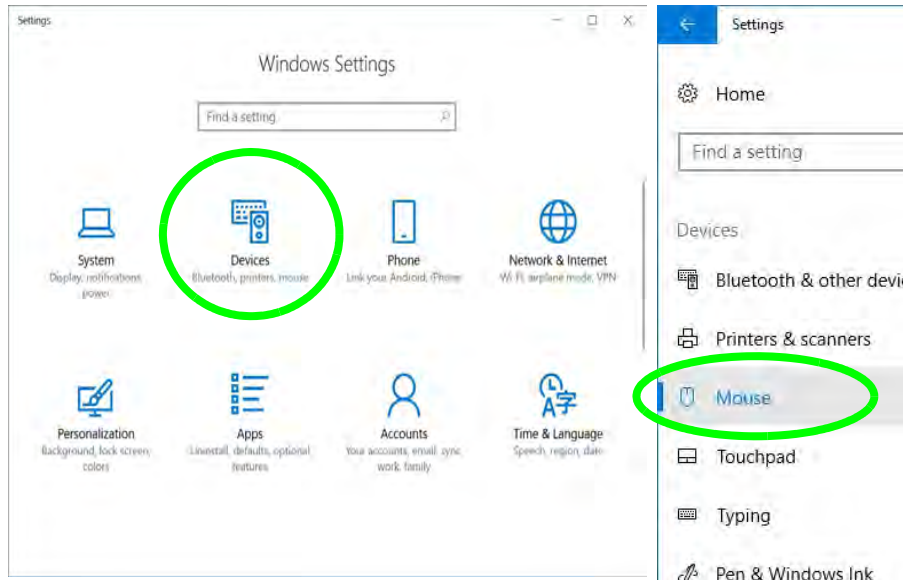 Settings
Windows Settings
Find a setting
System
Display, notifications,
power
Devices
Bluetooth, printers, mouse
Phone
Link your Android, iPhone
Network & Internet
Wi-Fi, airplane mode, VPN
Personalization
Background, lock screen,
colors
Apps
Uninstall, defaults, optional
features
Accounts
Your accounts, email, sync,
work, family
Time & Language
Speech, region, date
Settings
Home
Find a setting
Devices
Bluetooth & other devic
Printers & scanners
Mouse
Touchpad
Typing
Pen & Windows Ink